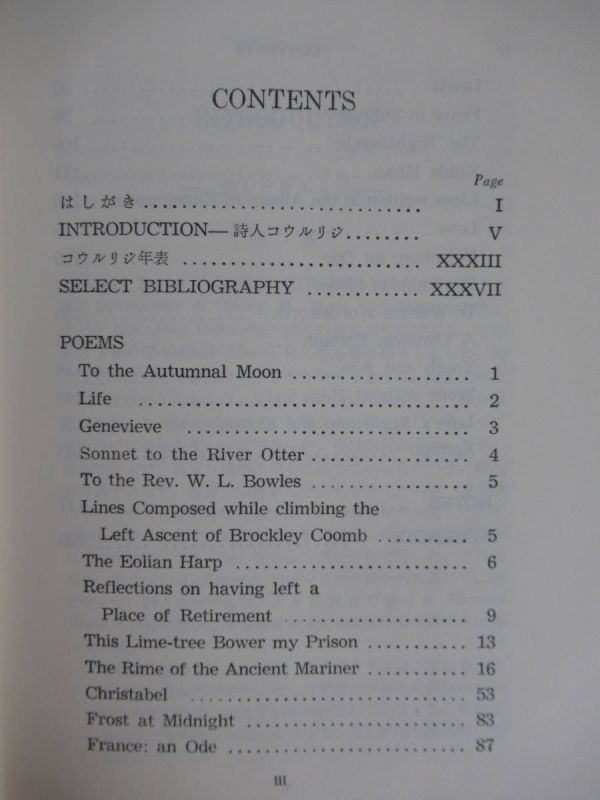 CONTENTS
Page
はしがき ............................ I
INTRODUCTION—詩人コウルリジ........ V
コウルリジ年表 ......................... XXXIII
SELECT BIBLIOGRAPHY ............ XXXVII
POEMS
To the Autumnal Moon .................. 1
Life ................................. 2
Genevieve ............................ 3
Sonnet to the River Otter ................ 4
To the Rev. W. L. Bowles ................ 5
Lines Composed while climbing the
Left Ascent of Brockley Coomb .......... 5
The Eolian Harp ........................ 6
Reflections on having left a
Place of Retirement .................. 9
This Lime-tree Bower my Prison ........... 13
The Rime of the Ancient Mariner ........... 16
Christabel ............................ 53
Frost at Midnight ...................... 83
France: an Ode ........................ 87
iii